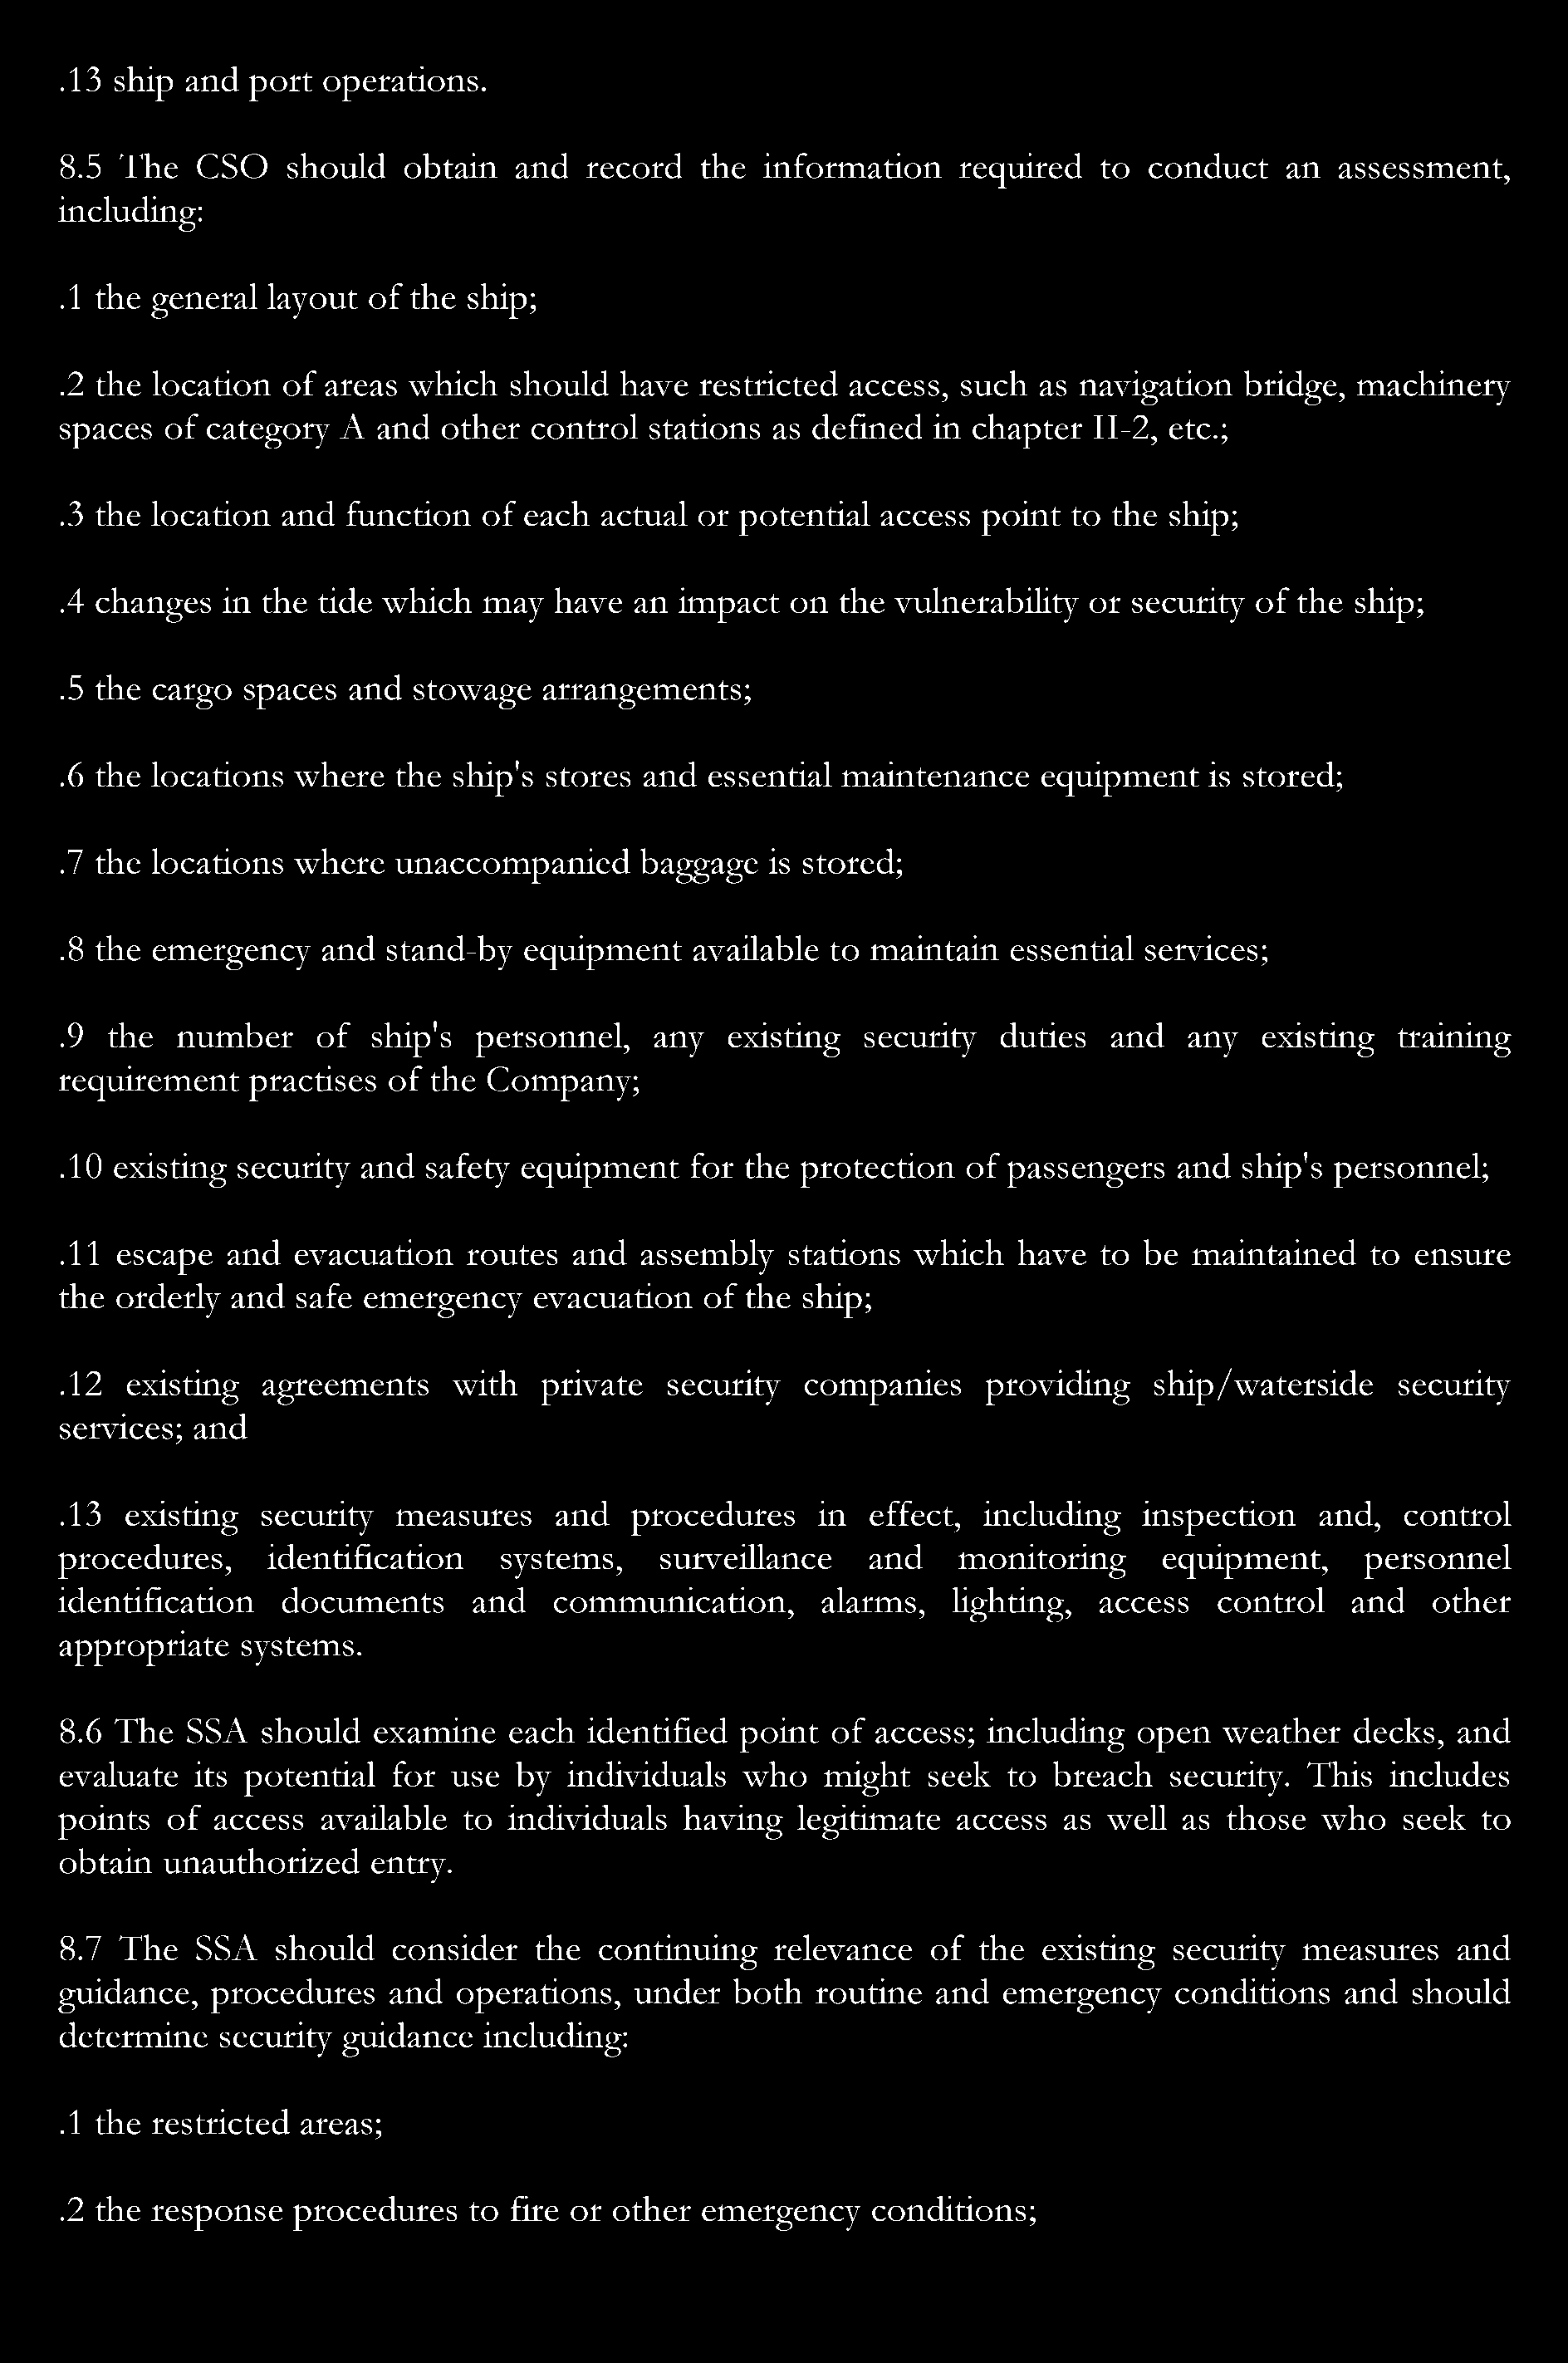 .13 ship and port operations.
8.5 The CSO should obtain and record the information required to conduct an assessment,
including:
.1 the general layout of the ship;
.2 the location of areas which should have restricted access, such as navigation bridge, machinery
spaces of category A and other control stations as defined in chapter II-2, etc.;
.3 the location and function of each actual or potential access point to the ship;
.4 changes in the tide which may have an impact on the vulnerability or security of the ship;
.5 the cargo spaces and stowage arrangements;
.6 the locations where the ship's stores and essential maintenance equipment is stored;
.7 the locations where unaccompanied baggage is stored;
.8 the emergency and stand-by equipment available to maintain essential services;
.9 the number of ship's personnel, any existing security duties and any existing training
requirement practises of the Company;
.10 existing security and safety equipment for the protection of passengers and ship's personnel;
.11 escape and evacuation routes and assembly stations which have to be maintained to ensure
the orderly and safe emergency evacuation of the ship;
.12 existing agreements with private security companies providing ship/waterside security
services; and
.13 existing security measures and procedures in effect, including inspection and, control
procedures, identification systems, surveillance and monitoring equipment, personnel
identification documents and communication, alarms, lighting, access control and other
appropriate systems.
8.6 The SSA should examine each identified point of access; including open weather decks, and
evaluate its potential for use by individuals who might seek to breach security. This includes
points of access available to individuals having legitimate access as well as those who seek to
obtain unauthorized entry.
8.7 The SSA should consider the continuing relevance of the existing security measures and
guidance, procedures and operations, under both routine and emergency conditions and should
determine security guidance including:
.1 the restricted areas;
.2 the response procedures to fire or other emergency conditions;